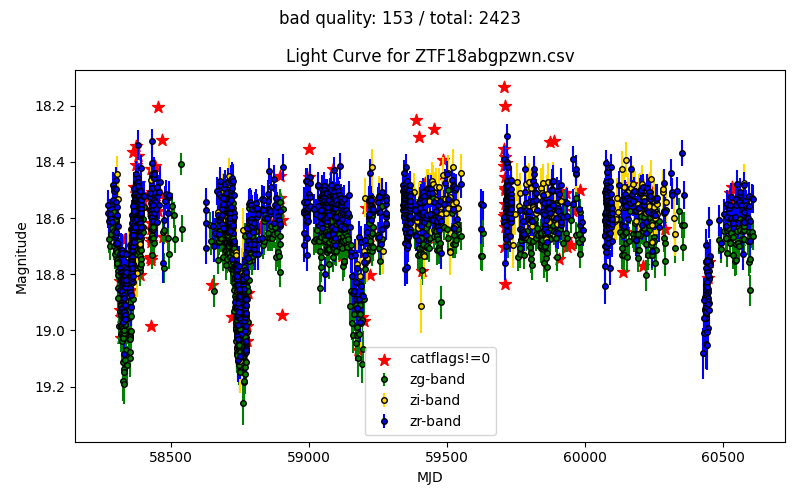 bad quality: 153 / total: 2423
Light Curve for ZTF18abgpzwn.csv
Magnitude
18.2
18.4
18.6
18.8
19.0
19.2
catflags!=0
zg-band
zi-band
zr-band
58500
59000
59500
60000
60500
MJD